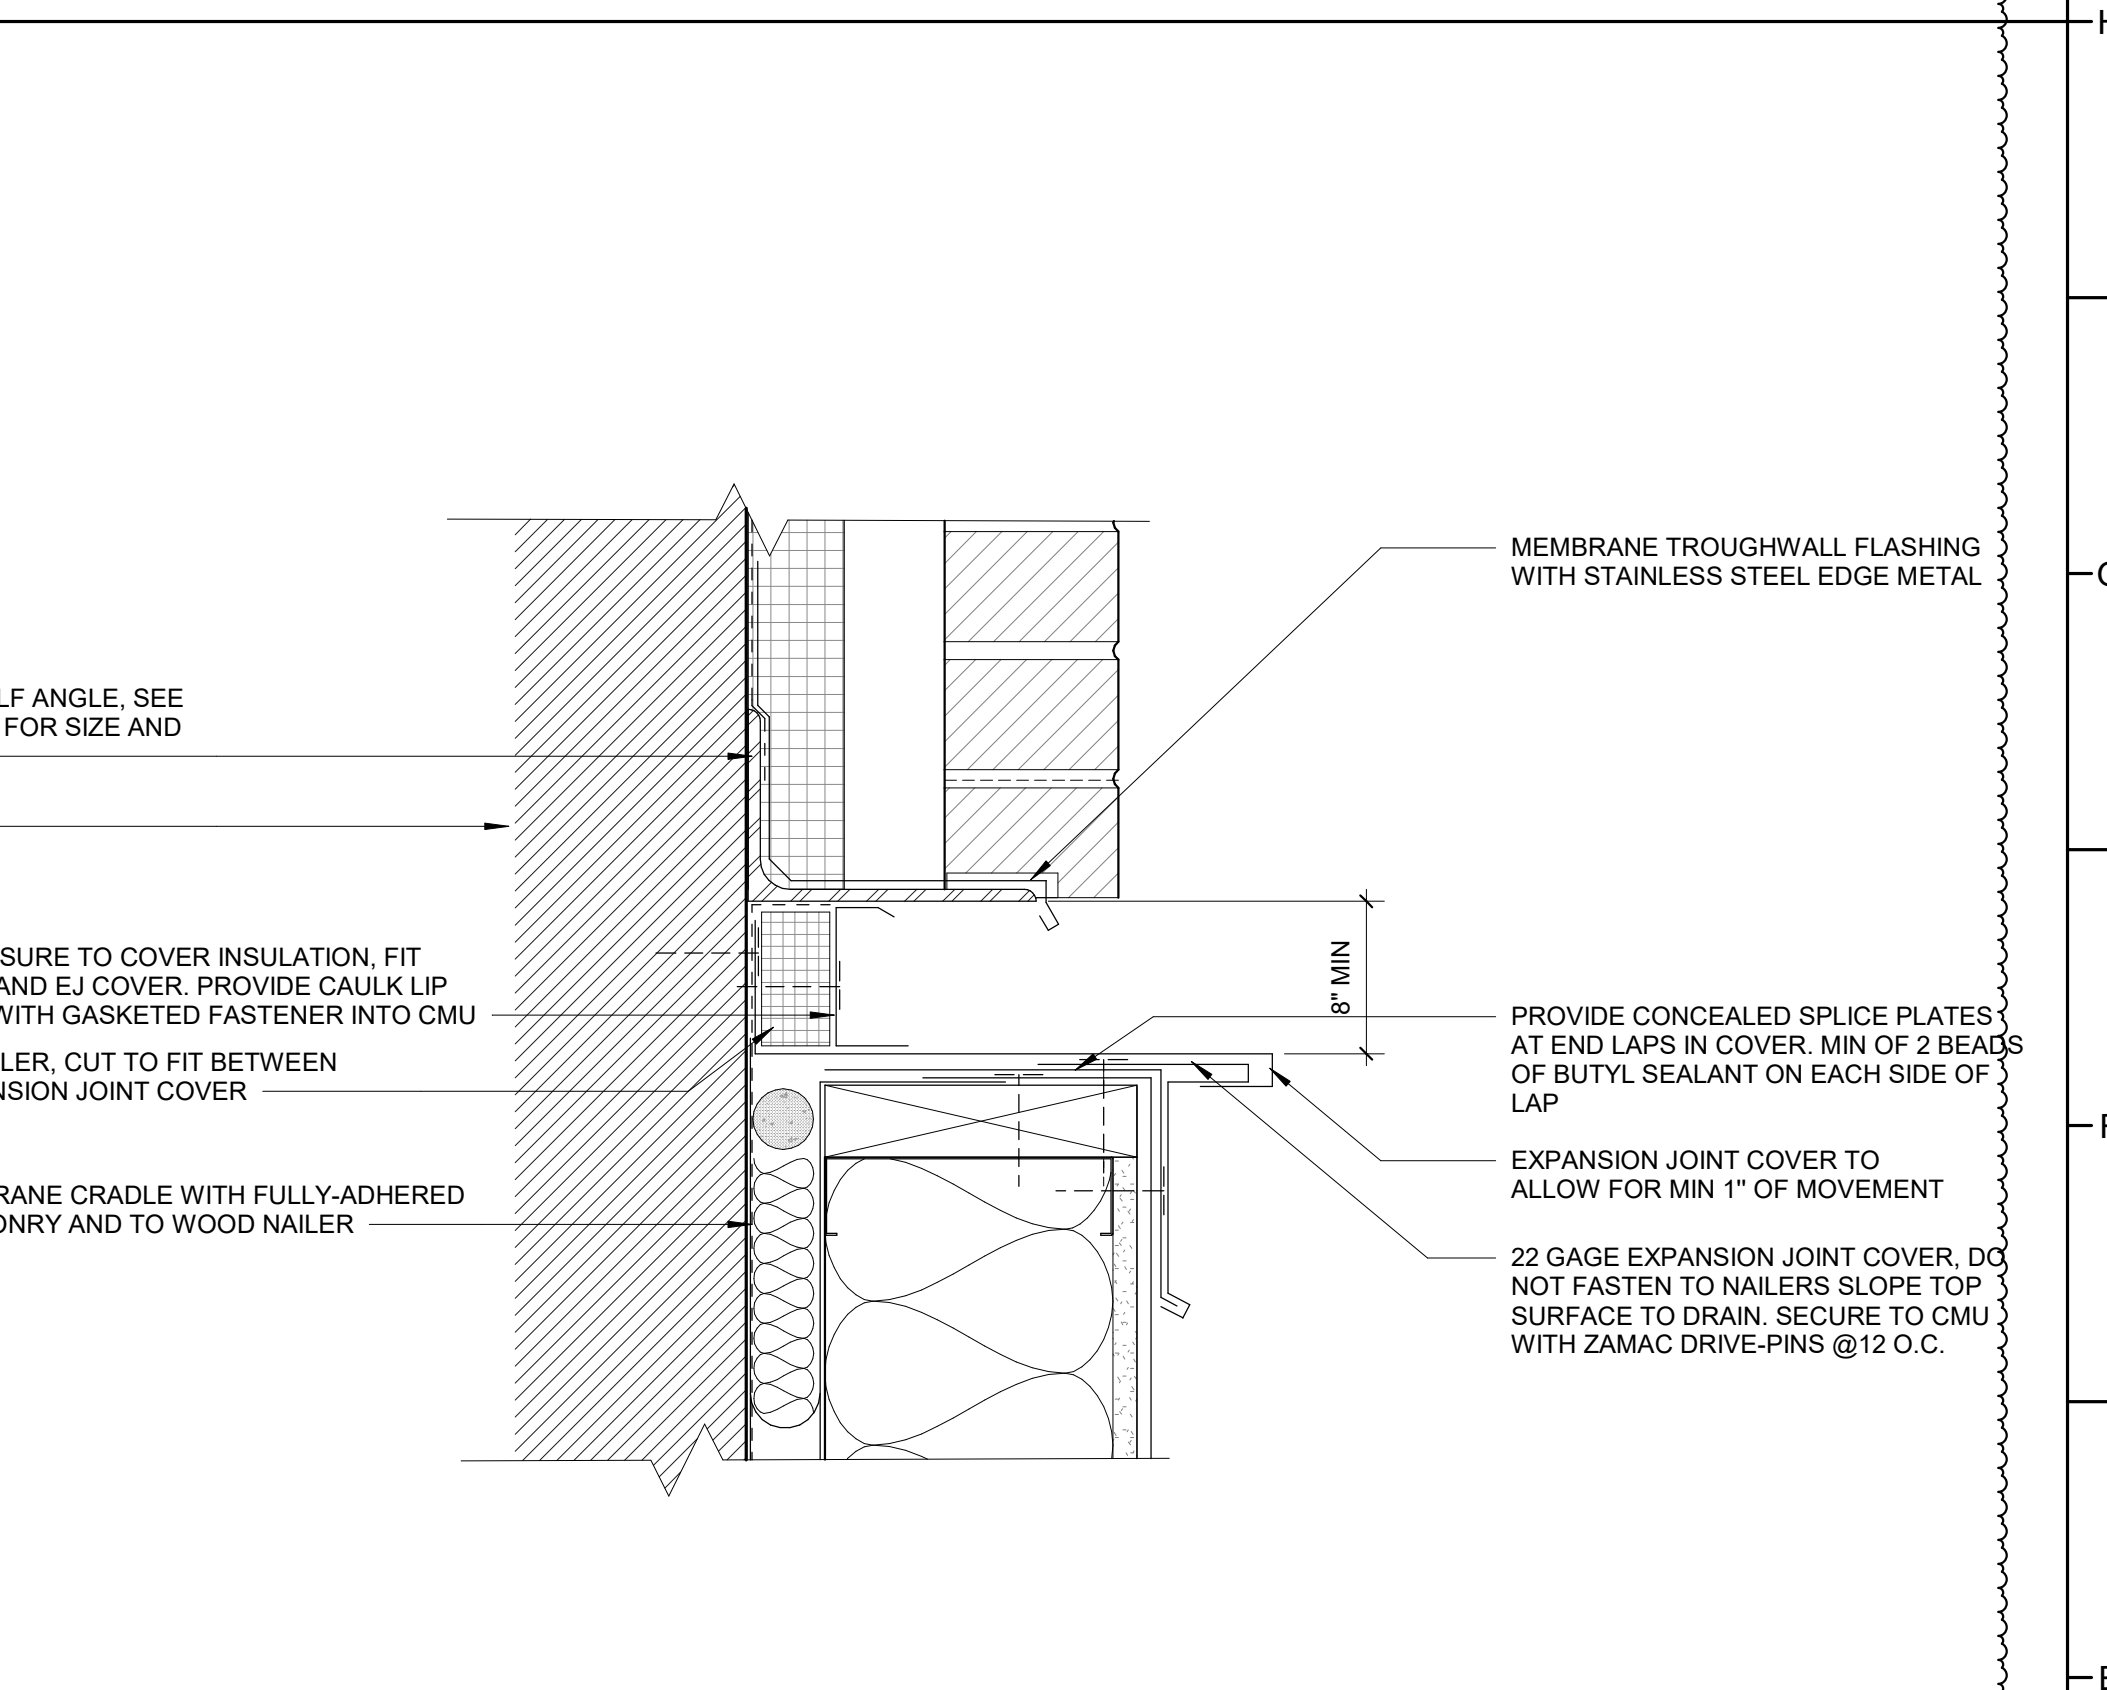 MEMBRANE TROUGHWALL FLASHING
WITH STAINLESS STEEL EDGE METAL
LF ANGLE, SEE
FOR SIZE AND
SURE TO COVER INSULATION, FIT
AND EJ COVER. PROVIDE CAULK LIP
WITH GASKETED FASTENER INTO CMU
LER, CUT TO FIT BETWEEN
NSION JOINT COVER
RANE CRADLE WITH FULLY-ADHERED
ONRY AND TO WOOD NAILER
8" MIN
PROVIDE CONCEALED SPLICE PLATES
AT END LAPS IN COVER. MIN OF 2 BEADS
OF BUTYL SEALANT ON EACH SIDE OF
LAP
EXPANSION JOINT COVER TO
ALLOW FOR MIN 1" OF MOVEMENT
22 GAGE EXPANSION JOINT COVER, DO
NOT FASTEN TO NAILERS SLOPE TOP
SURFACE TO DRAIN. SECURE TO CMU
WITH ZAMAC DRIVE-PINS @12 O.C.